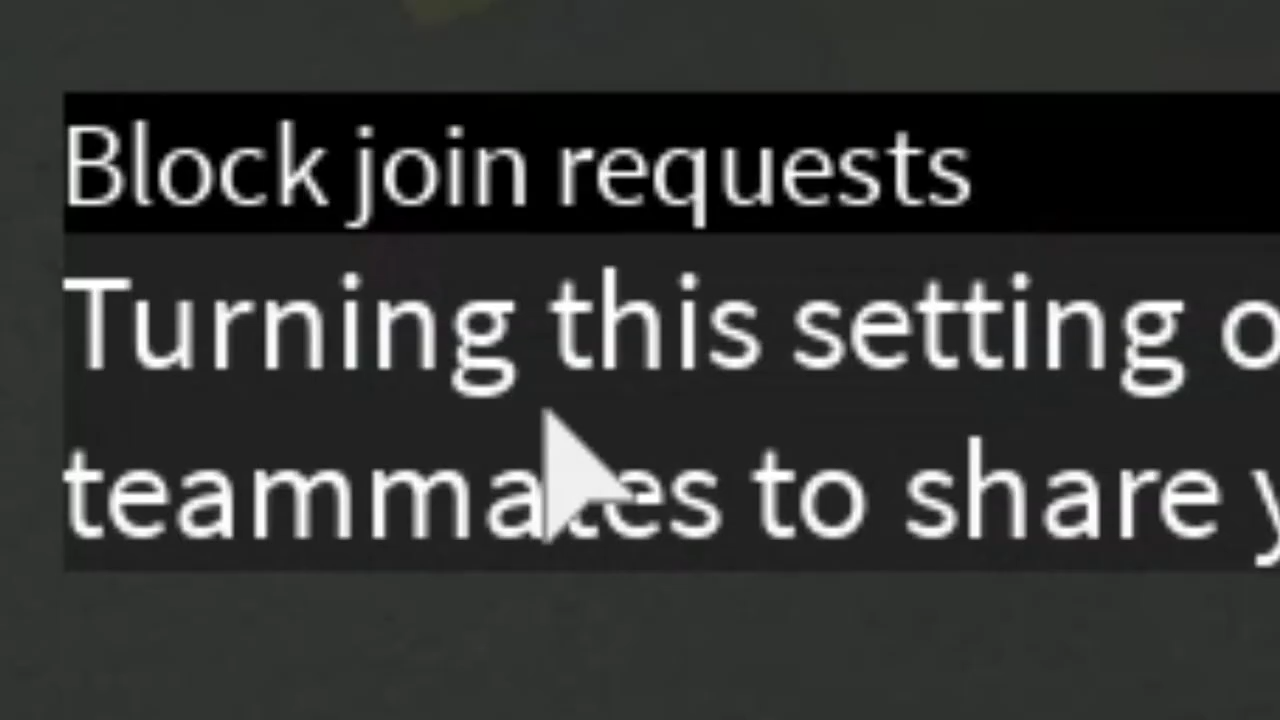 Block join requests
Turning this setting
teammates to share